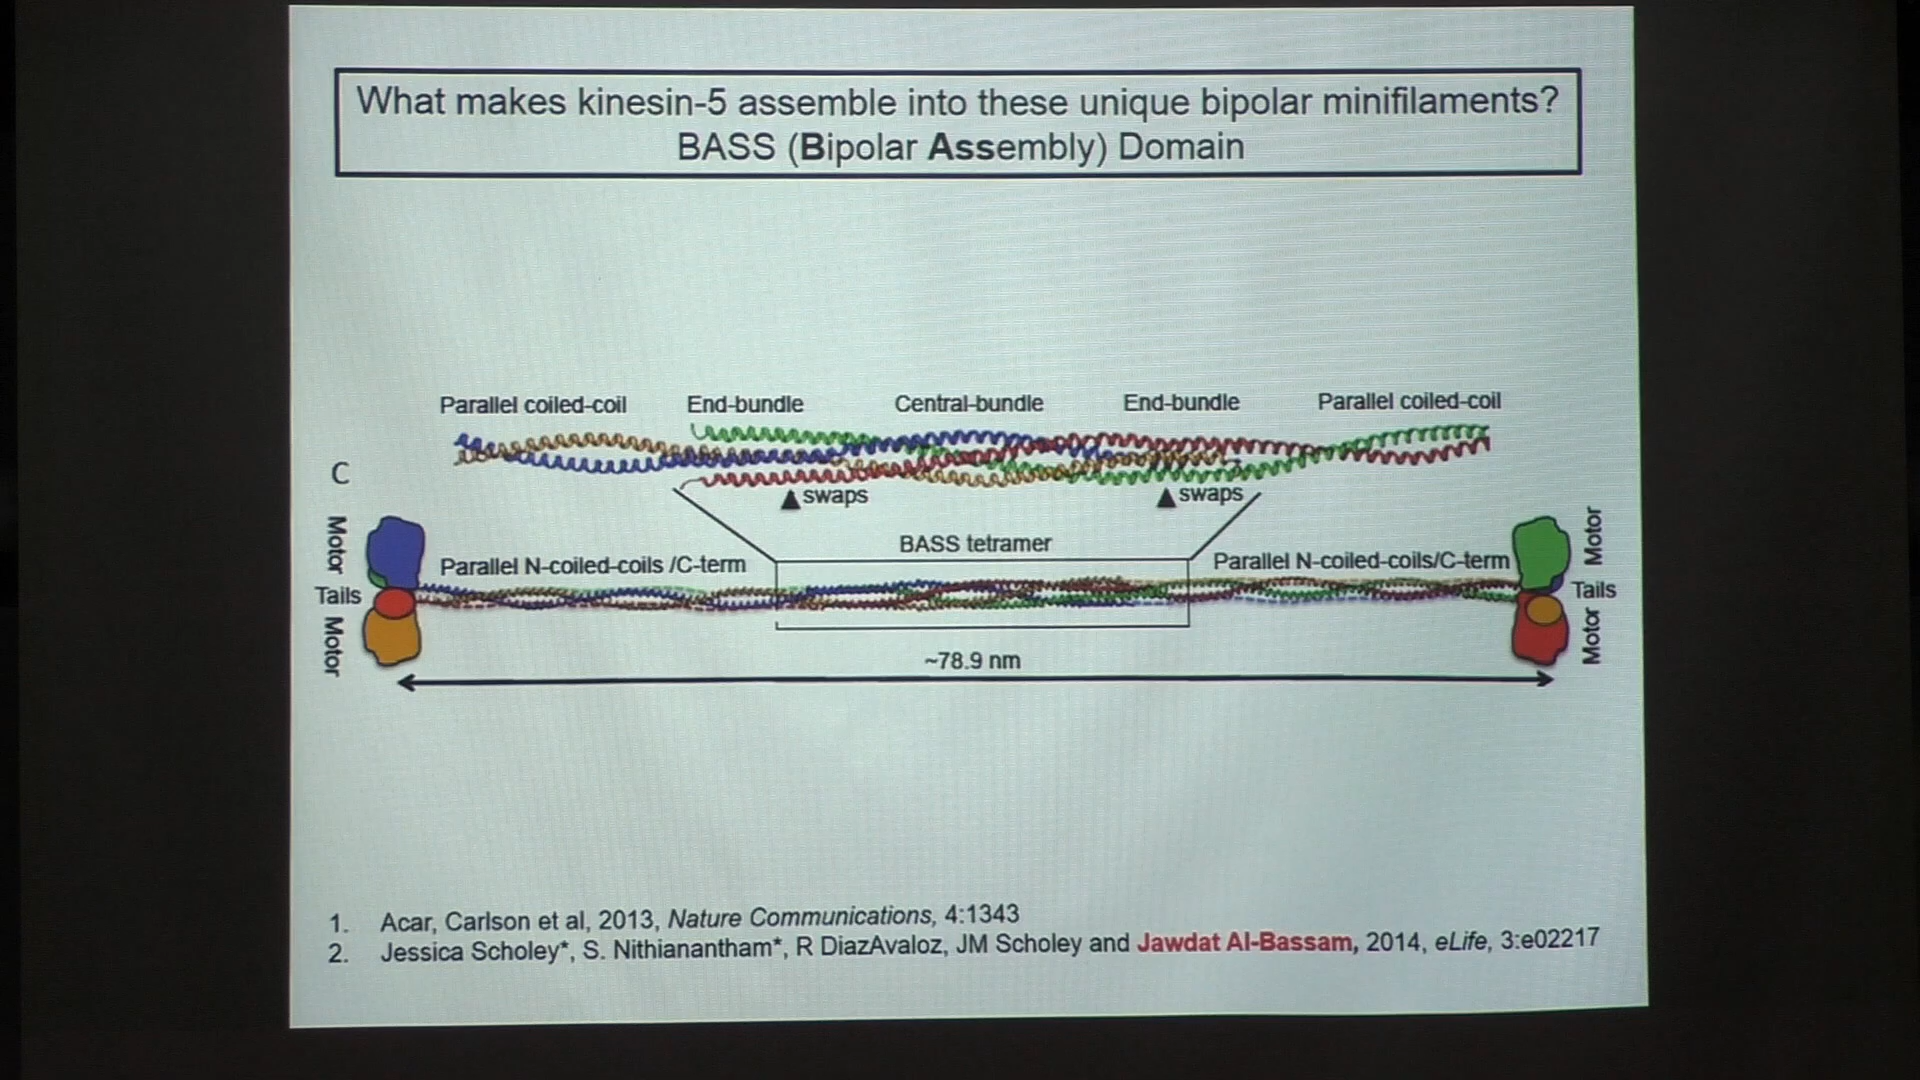 What makes kinesin-5 assemble into these unique bipolar minifilaments?
BASS (Bipolar Assembly) Domain
Parallel coiled-coil
End-bundle
Central-bundle
End-bundle
Parallel coiled-coil
C
swaps
swaps
BASS tetramer
Motor
Parallel N-coiled-coils /C-term
Parallel N-coiled-coils/C-term
Motor
Tails
Tails
Motor
Motor
~78.9 nm
1. Acar, Carlson et al, 2013, Nature Communications, 4:1343
2. Jessica Scholey*, S. Nithianantham*, R DiazAvaloz, JM Scholey and Jawdat Al-Bassam, 2014, eLife, 3:e02217